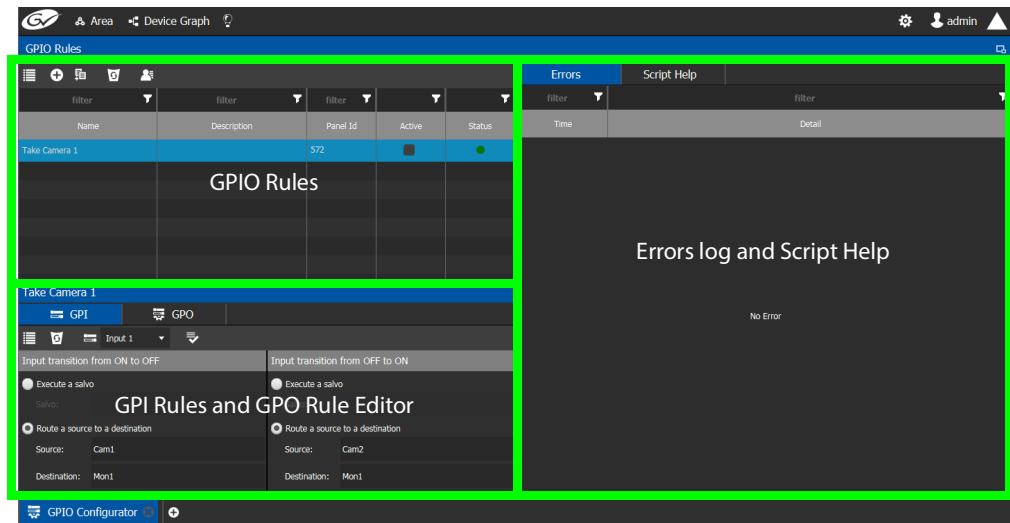 GV Area Device Graph admin
GPIO Rules
filter filter filter
Name Description Panel Id Active Status
Take Camera 1 572
GPIO Rules
Errors Script Help
filter filter
Time Detail
Errors log and Script Help
No Error
Take Camera 1
GPI GPO
Input 1
Input transition from ON to OFF Input transition from OFF to ON
Execute a salvo Execute a salvo
Salvo:
GPI Rules and GPO Rule Editor
Route a source to a destination Route a source to a destination
Source: Cam1 Source: Cam2
Destination: Mon1 Destination: Mon1
GPIO Configurator